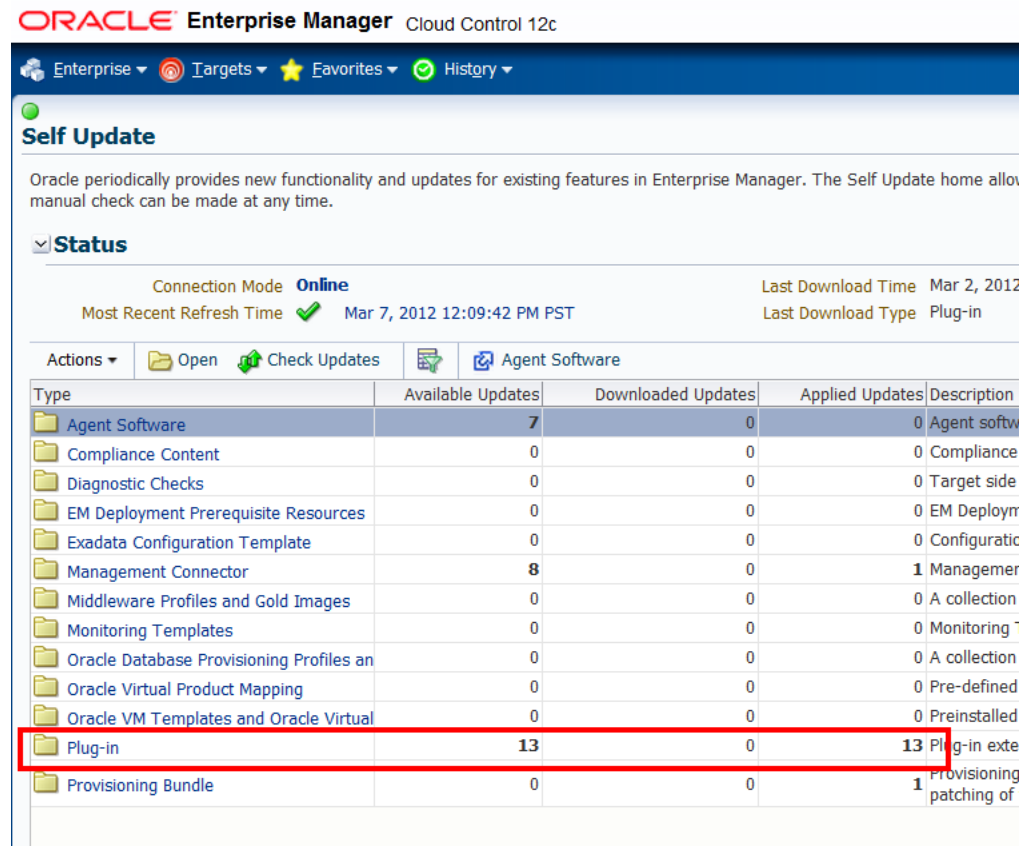 ORACLE Enterprise Manager Cloud Control 12c
Enterprise Targets Favorites History
Self Update
Oracle periodically provides new functionality and updates for existing features in Enterprise Manager. The Self Update home allow
manual check can be made at any time.
Status
Connection Mode Online Last Download Time Mar 2, 2012
Most Recent Refresh Time Mar 7, 2012 12:09:42 PM PST Last Download Type Plug-in
Actions Open Check Updates Agent Software
Type Available Updates Downloaded Updates Applied Updates Description
Agent Software 7 0 0 Agent softw
Compliance Content 0 0 0 Compliance
Diagnostic Checks 0 0 0 Target side
EM Deployment Prerequisite Resources 0 0 0 EM Deploym
Exadata Configuration Template 0 0 0 Configuratio
Management Connector 8 0 1 Managemen
Middleware Profiles and Gold Images 0 0 0 A collection
Monitoring Templates 0 0 0 Monitoring T
Oracle Database Provisioning Profiles an 0 0 0 A collection
Oracle Virtual Product Mapping 0 0 0 Pre-defined
Oracle VM Templates and Oracle Virtual 0 0 0 Preinstalled
Plug-in 13 0 13 Plug-in exte
Provisioning Bundle 0 0 1 Provisioning
patching of